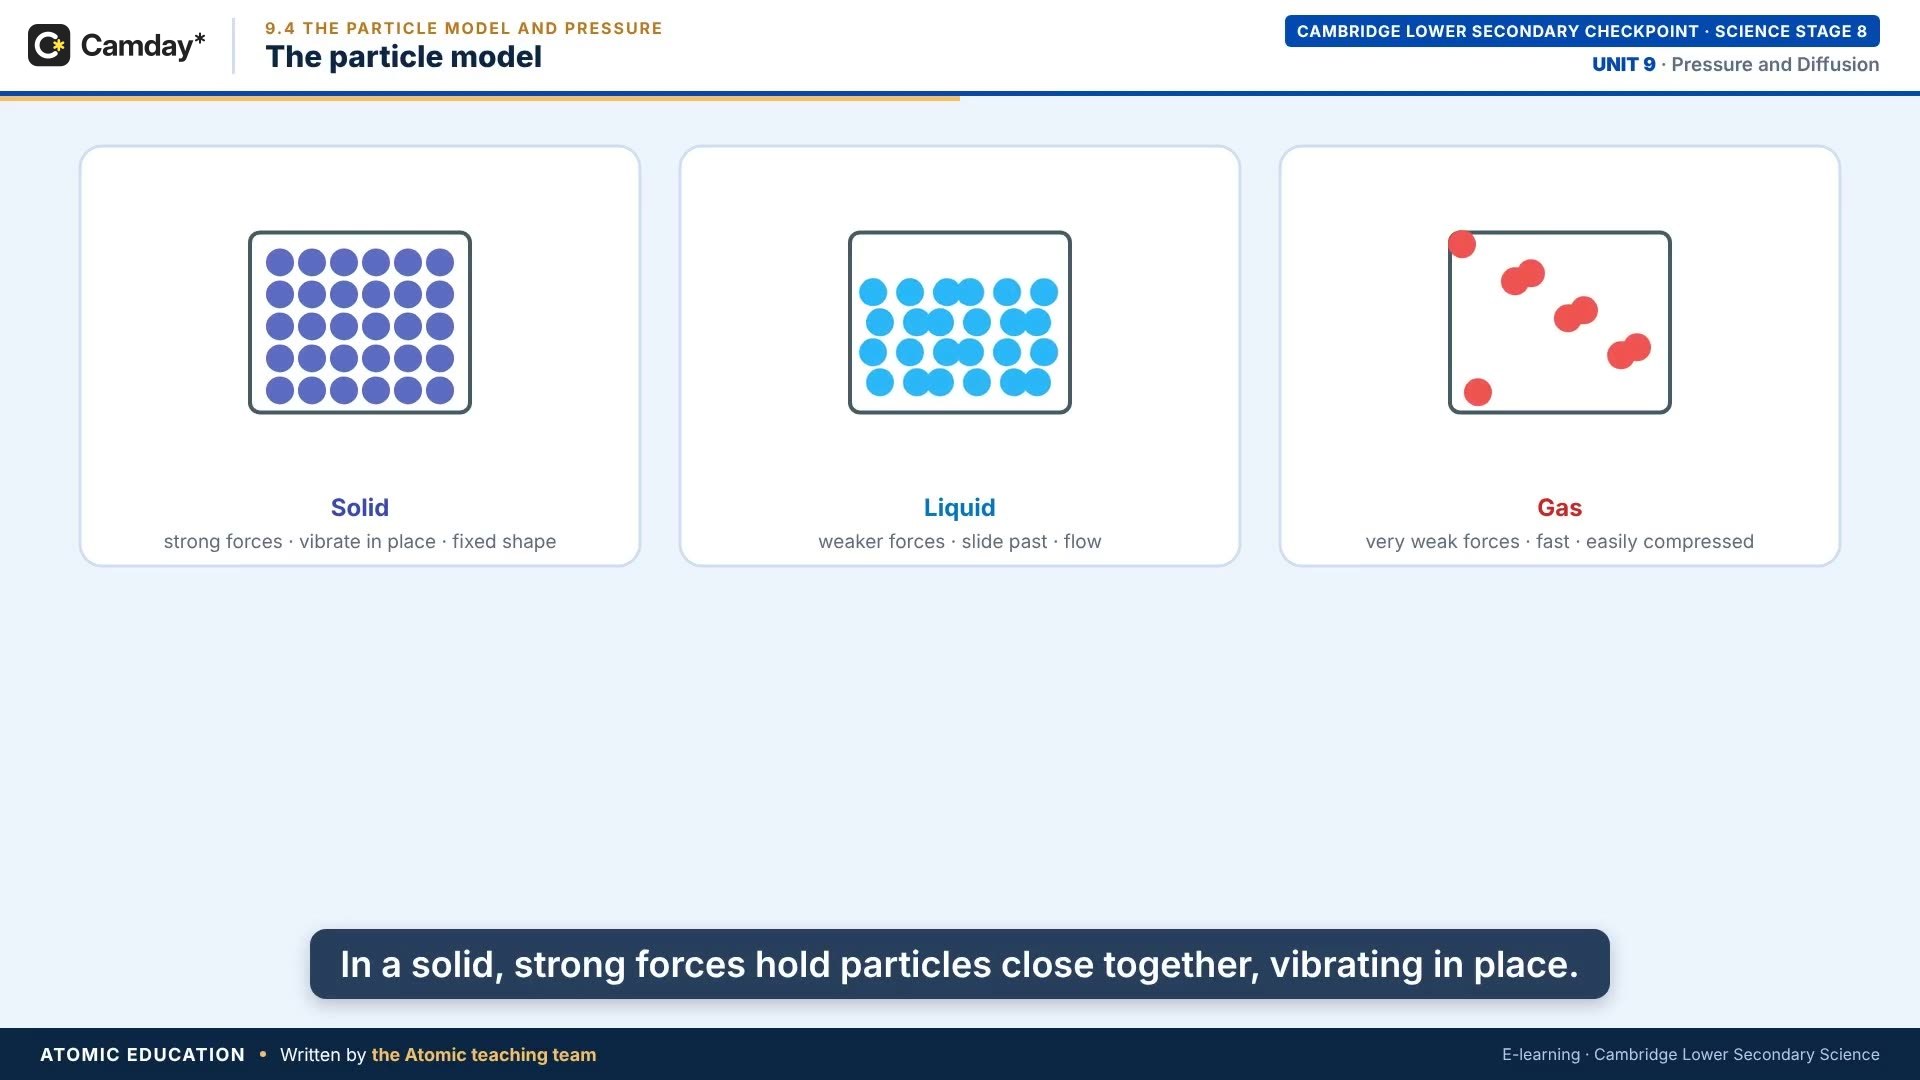 Camday*
9.4 THE PARTICLE MODEL AND PRESSURE
The particle model
CAMBRIDGE LOWER SECONDARY CHECKPOINT · SCIENCE STAGE 8
UNIT 9 · Pressure and Diffusion
Solid
strong forces · vibrate in place · fixed shape
Liquid
weaker forces · slide past · flow
Gas
very weak forces · fast · easily compressed
In a solid, strong forces hold particles close together, vibrating in place.
ATOMIC EDUCATION • Written by the Atomic teaching team
E-learning · Cambridge Lower Secondary Science